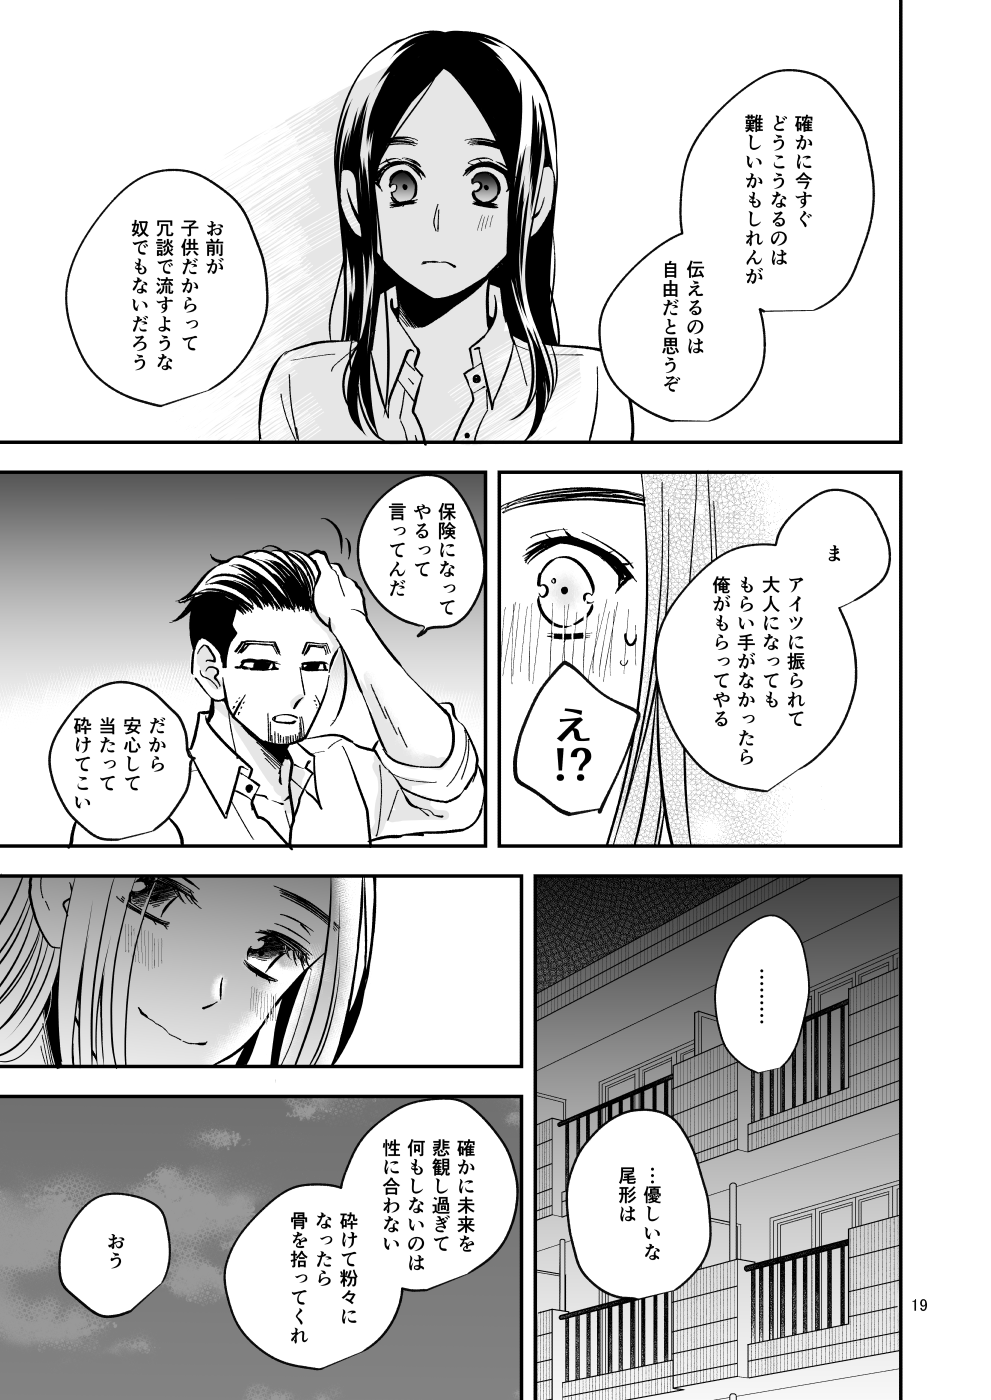 確かに今すぐ
どうこうなるのは
難しいかもしれんが
伝えるのは
自由だと思うぞ
お前が
子供だからって
冗談で流すような
奴でもないだろう
ま
アイツに振られて
大人になっても
もらい手がなかったら
俺がもらってやる
え!?
保険になって
やるって
言ってんだ
だから
安心して
当たって
砕けてこい
………
…優しいな
尾形は
確かに未来を
悲観し過ぎて
何もしないのは
性に合わない
砕けて粉々に
なったら
骨を拾ってくれ
おう
19